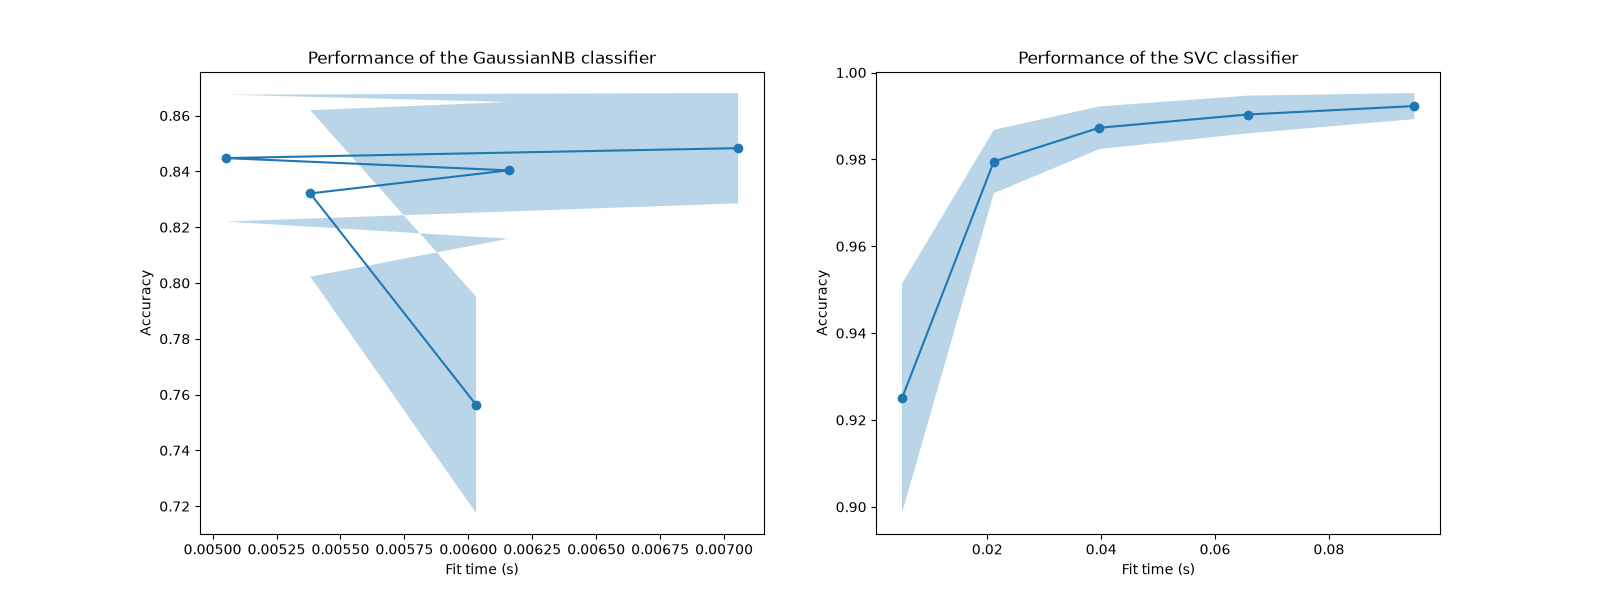 Performance of the GaussianNB classifier
0.86
0.84
0.82
0.80
0.78
0.76
0.74
0.72
Accuracy
0.00500 0.00525 0.00550 0.00575 0.00600 0.00625 0.00650 0.00675 0.00700
Fit time (s)
Performance of the SVC classifier
1.00
0.98
0.96
0.94
0.92
0.90
Accuracy
0.02 0.04 0.06 0.08
Fit time (s)